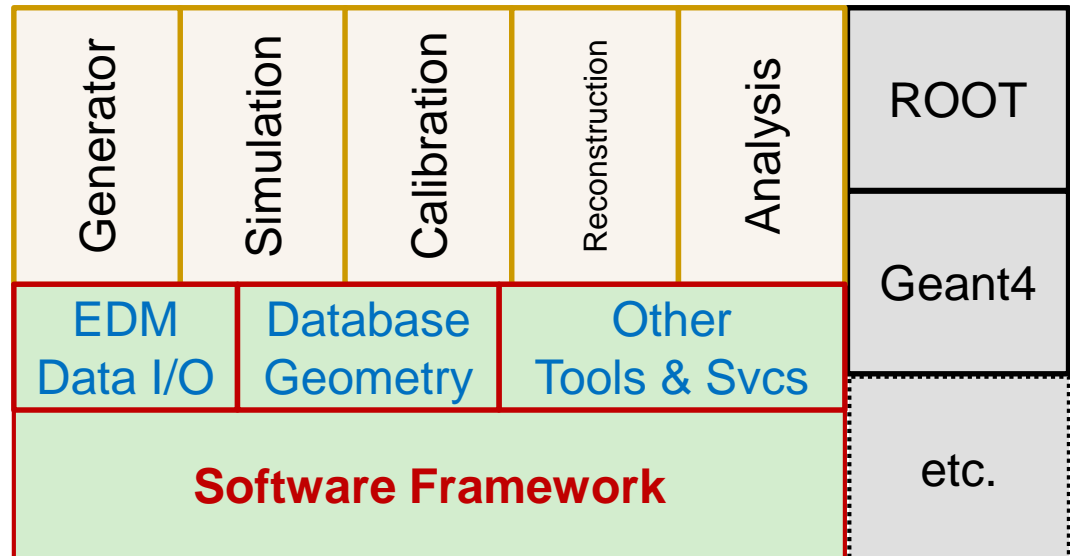 Generator
Simulation
Calibration
Reconstruction
Analysis
ROOT
Geant4
EDM
Data I/O
Database
Geometry
Other
Tools & Svcs
Software Framework
etc.